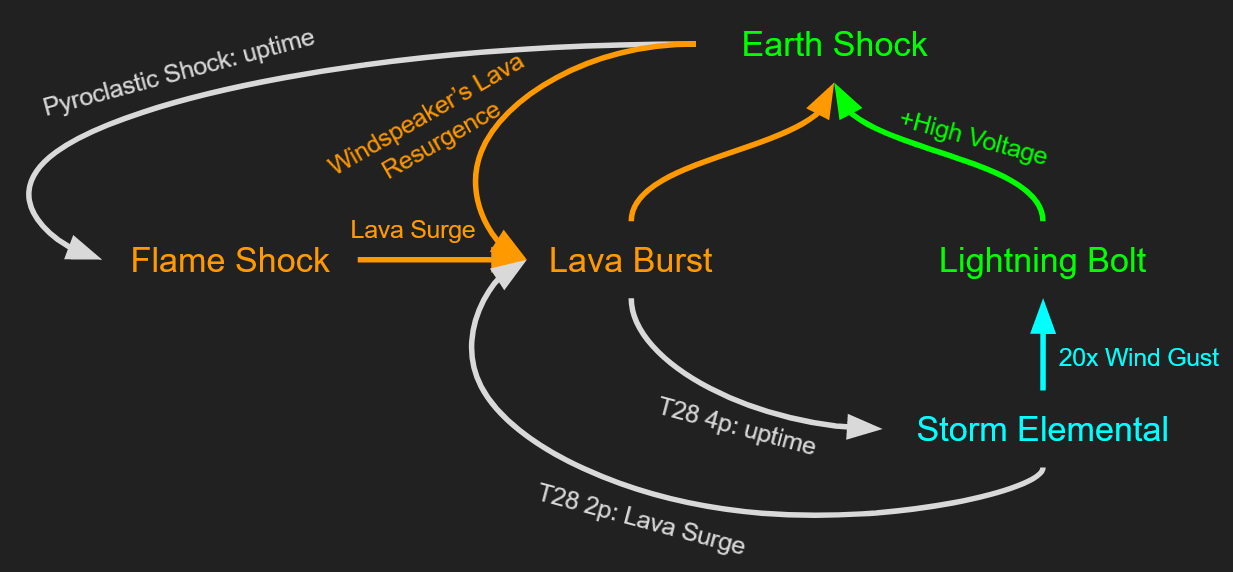 Pyroclastic Shock: uptime
Earth Shock
Windspeaker’s Lava
Resurgence
+High Voltage
Lava Surge
Flame Shock
Lava Burst
Lightning Bolt
20x Wind Gust
T28 4p: uptime
Storm Elemental
T28 2p: Lava Surge